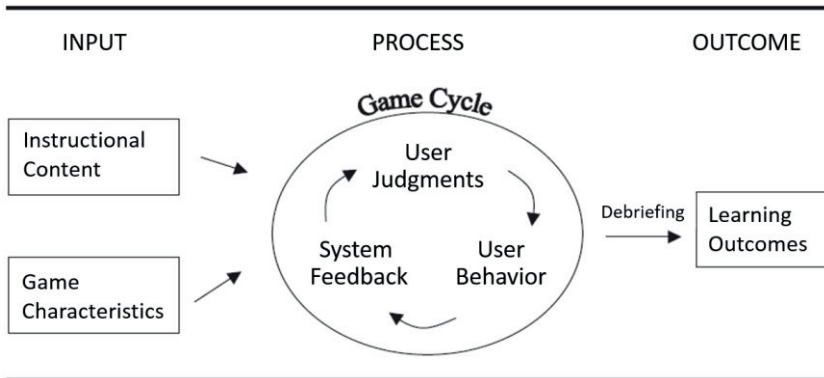 INPUT
PROCESS
OUTCOME
Game Cycle
Instructional
Content
Game
Characteristics
User
Judgments
System
Feedback
User
Behavior
Debriefing
Learning
Outcomes